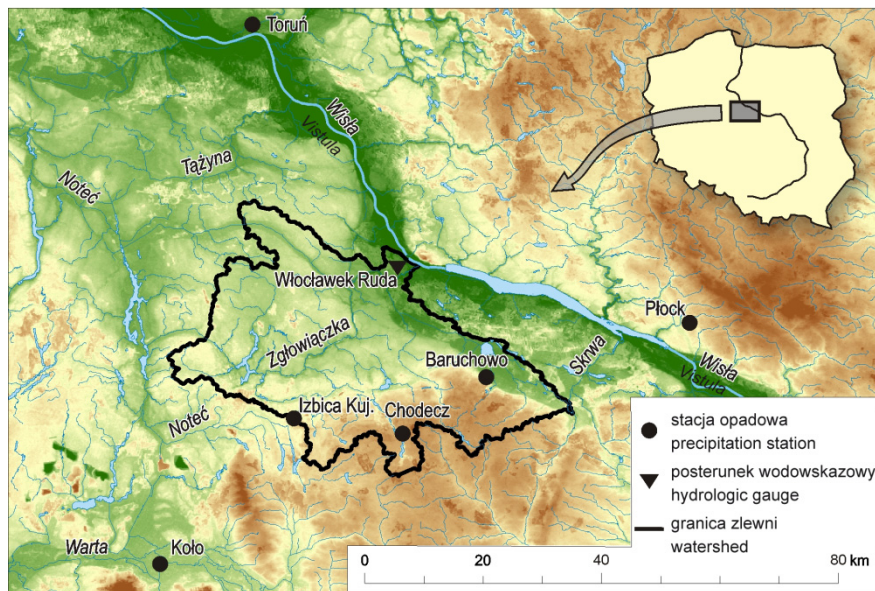 Toruń
Wisła
Vistula
Tążyna
Noteć
Włocławek Ruda
Płock
Zgłowiączka
Baruchowo
Skrwa
Wisła
Vistula
Izbica Kuj.
Chodecz
Noteć
stacja opadowa
precipitation station
posterunek wodowskazowy
hydrologic gauge
granica zlewni
watershed
Warta
Koło
0 20 40 60 80 km